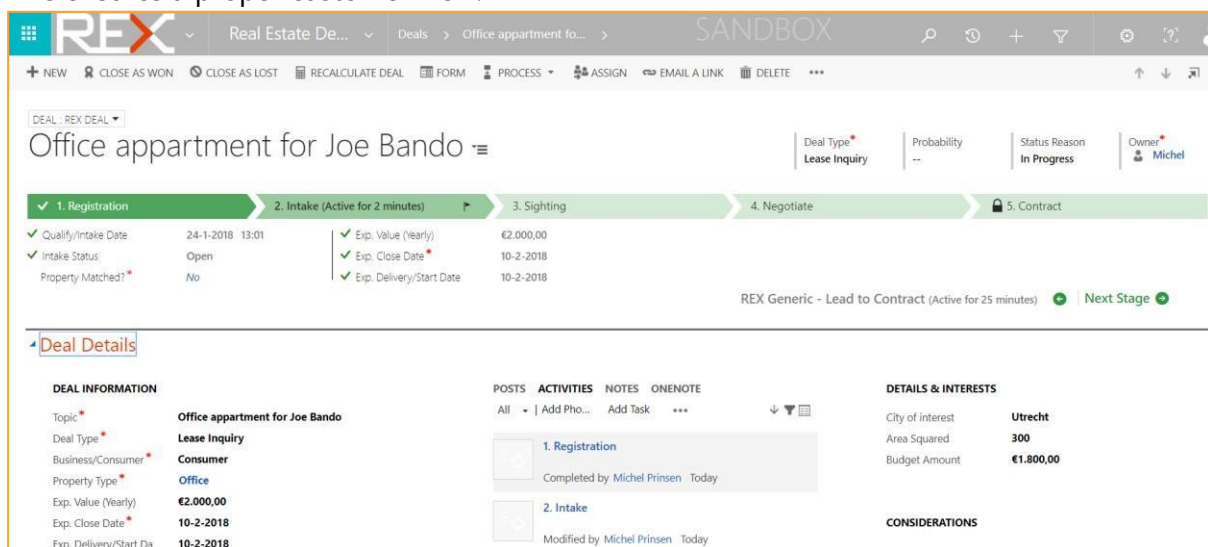 REX Real Estate De... Deals > Office appartment fo... > SANDBOX
+ NEW CLOSE AS WON CLOSE AS LOST RECALCULATE DEAL FORM PROCESS ASSIGN EMAIL A LINK DELETE ...
DEAL : REX DEAL
Office appartment for Joe Bando
Deal Type* Probability Status Reason Owner*
Lease Inquiry -- In Progress Michel
1. Registration 2. Intake (Active for 2 minutes) 3. Sighting 4. Negotiate 5. Contract
Qualify/Intake Date 24-1-2018 13:01 Exp. Value (Yearly) €2.000,00
Intake Status Open Exp. Close Date* 10-2-2018
Property Matched?* No Exp. Delivery/Start Date 10-2-2018
REX Generic - Lead to Contract (Active for 25 minutes) Next Stage
Deal Details
DEAL INFORMATION POSTS ACTIVITIES NOTES ONENOTE DETAILS & INTERESTS
All | Add Pho... Add Task ...
Topic* Office appartment for Joe Bando City of interest Utrecht
Deal Type* Lease Inquiry Area Squared 300
Business/Consumer* Consumer 1. Registration Budget Amount €1.800,00
Property Type* Office Completed by Michel Prinsen Today
Exp. Value (Yearly) €2.000,00 2. Intake
Exp. Close Date* 10-2-2018 CONSIDERATIONS
Exp. Delivery/Start Da 10-2-2018 Modified by Michel Prinsen Today